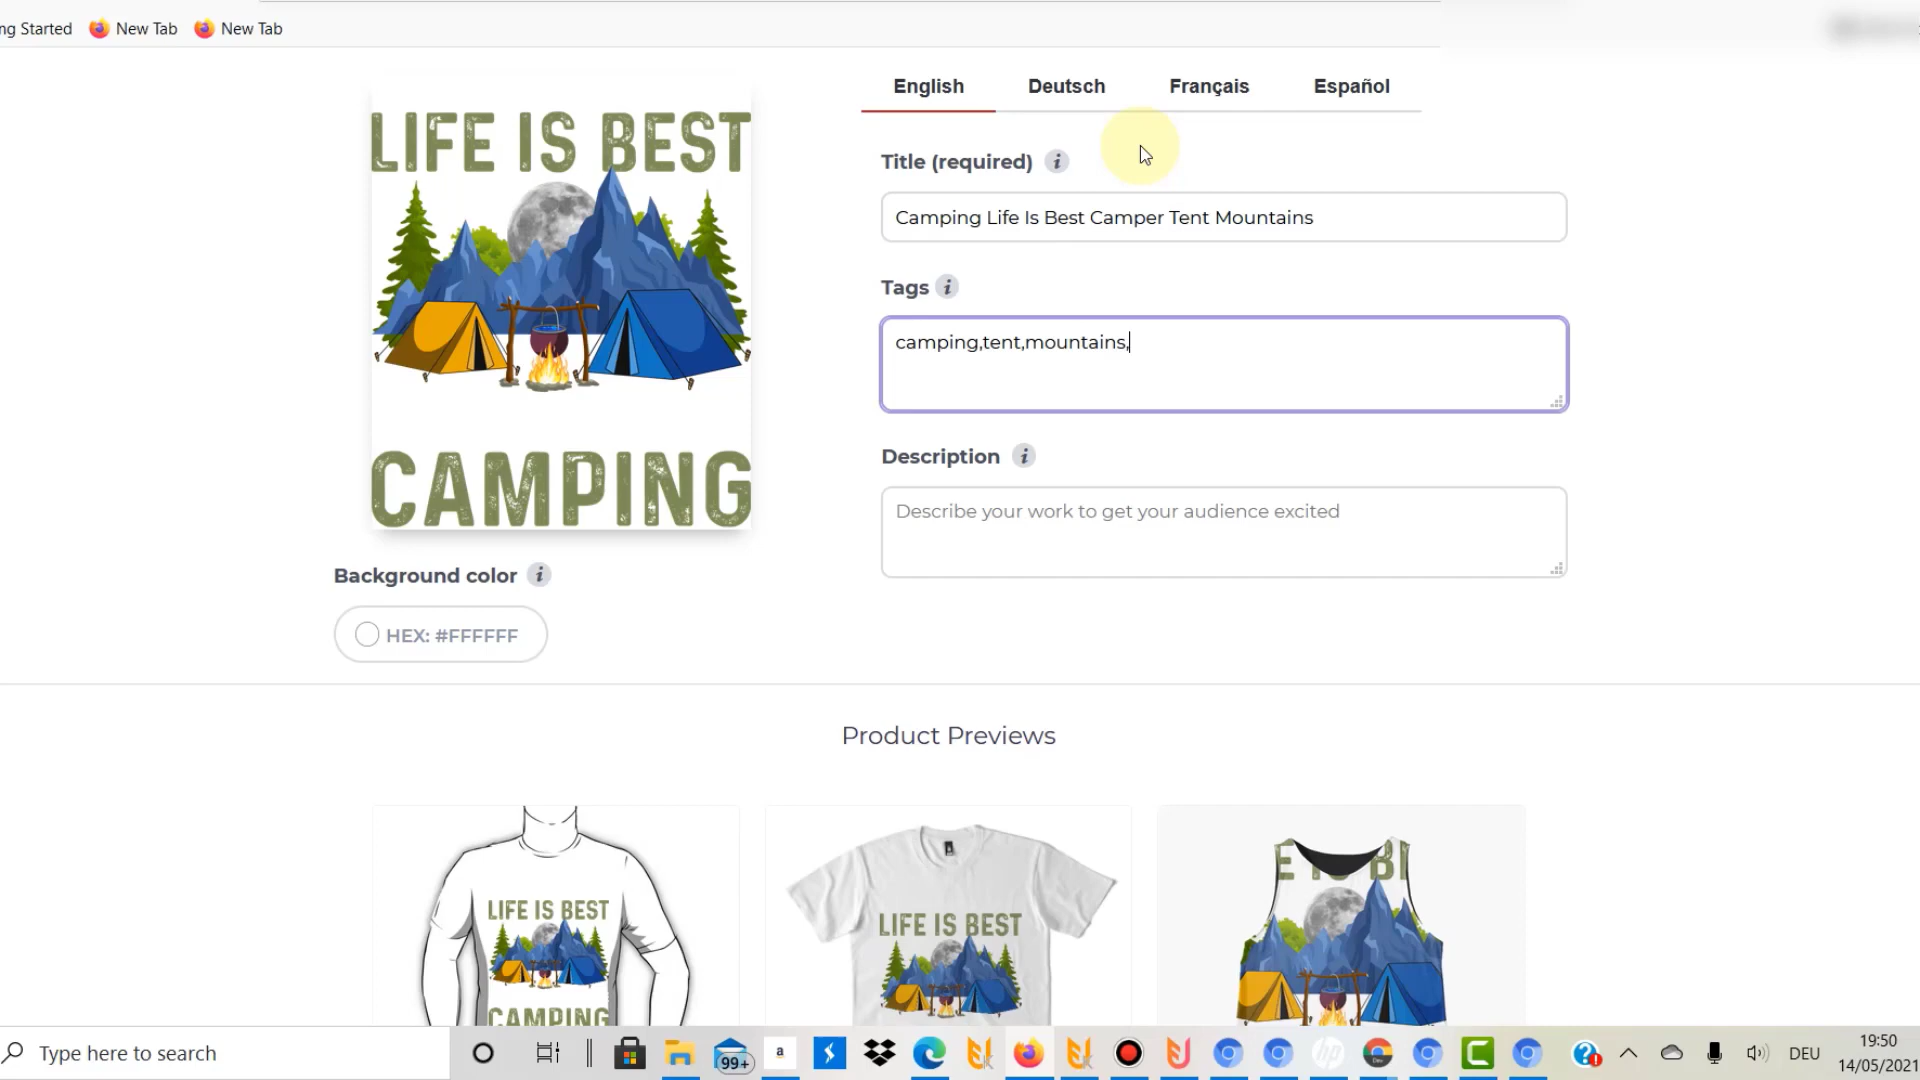 ng Started
New Tab
New Tab
English
Deutsch
Français
Español
LIFE IS BEST
CAMPING
Title (required)
Camping Life Is Best Camper Tent Mountains
Tags
camping,tent,mountains,
Description
Describe your work to get your audience excited
Background color
HEX: #FFFFFF
Product Previews
LIFE IS BEST
CAMPING
LIFE IS BEST
E IS BE
Type here to search
99+
DEU
19:50
14/05/2021